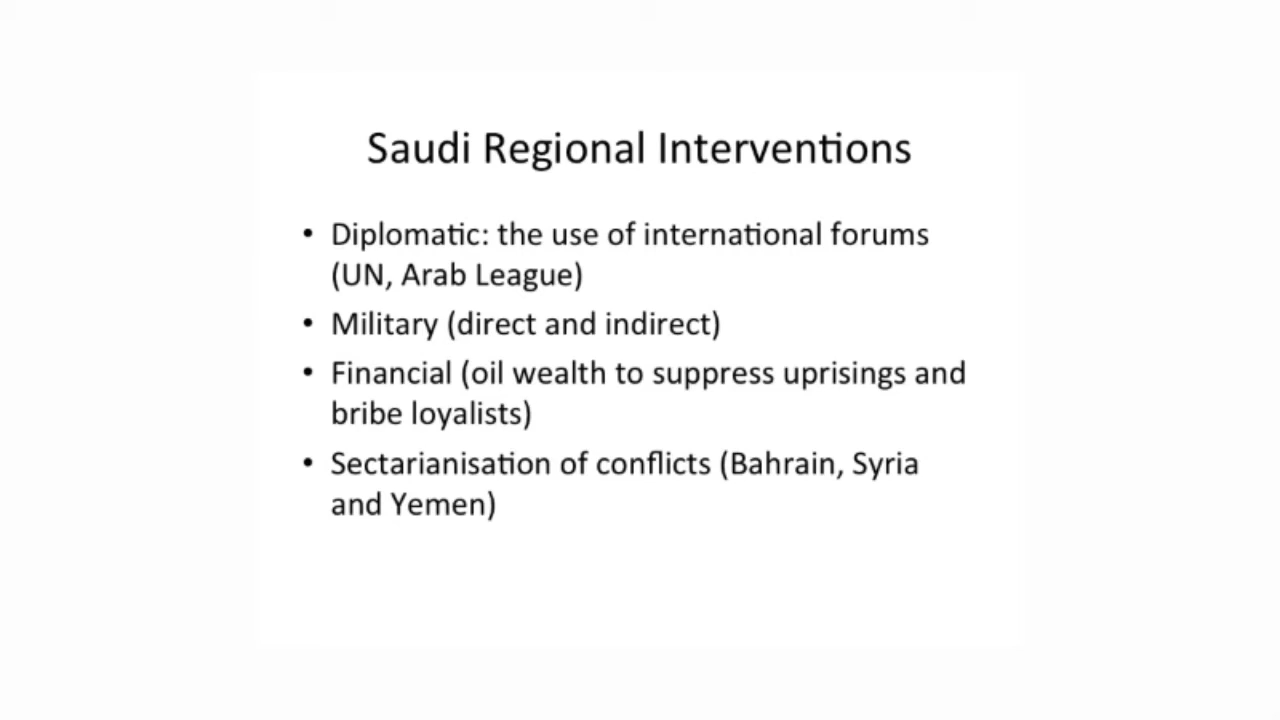 Saudi Regional Interventions
• Diplomatic: the use of international forums
(UN, Arab League)
• Military (direct and indirect)
• Financial (oil wealth to suppress uprisings and
bribe loyalists)
• Sectarianisation of conflicts (Bahrain, Syria
and Yemen)